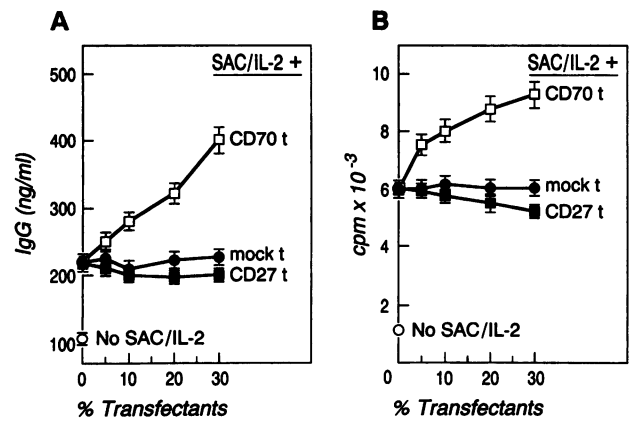 A
SAC/IL-2 +
500
400
300
200
100
IgG (ng/ml)
CD70 t
mock t
CD27 t
No SAC/IL-2
0 10 20 30
% Transfectants
B
SAC/IL-2 +
10
8
6
4
2
cpm x 10⁻³
CD70 t
mock t
CD27 t
No SAC/IL-2
0 10 20 30
% Transfectants